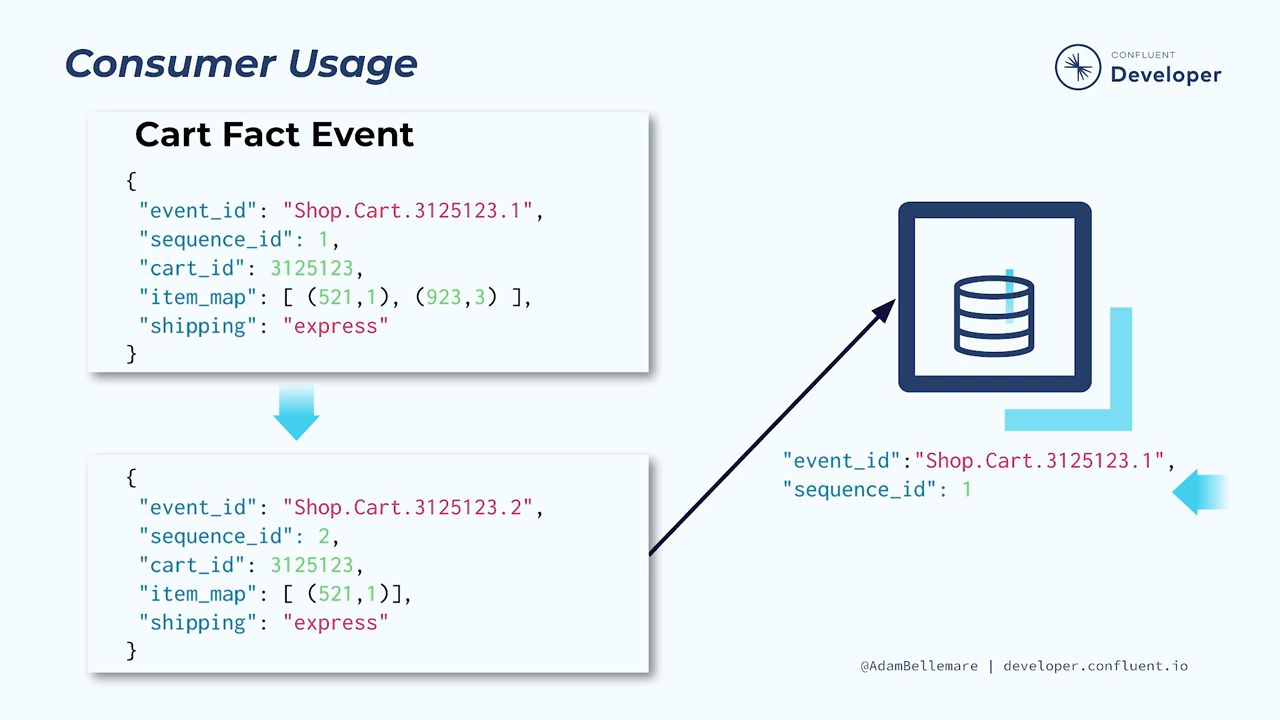 Consumer Usage
CONFLUENT
Developer
Cart Fact Event
{
"event_id": "Shop.Cart.3125123.1",
"sequence_id": 1,
"cart_id": 3125123,
"item_map": [ (521,1), (923,3) ],
"shipping": "express"
}
{
"event_id": "Shop.Cart.3125123.2",
"sequence_id": 2,
"cart_id": 3125123,
"item_map": [ (521,1)],
"shipping": "express"
}
"event_id":"Shop.Cart.3125123.1",
"sequence_id": 1
@AdamBellemare | developer.confluent.io